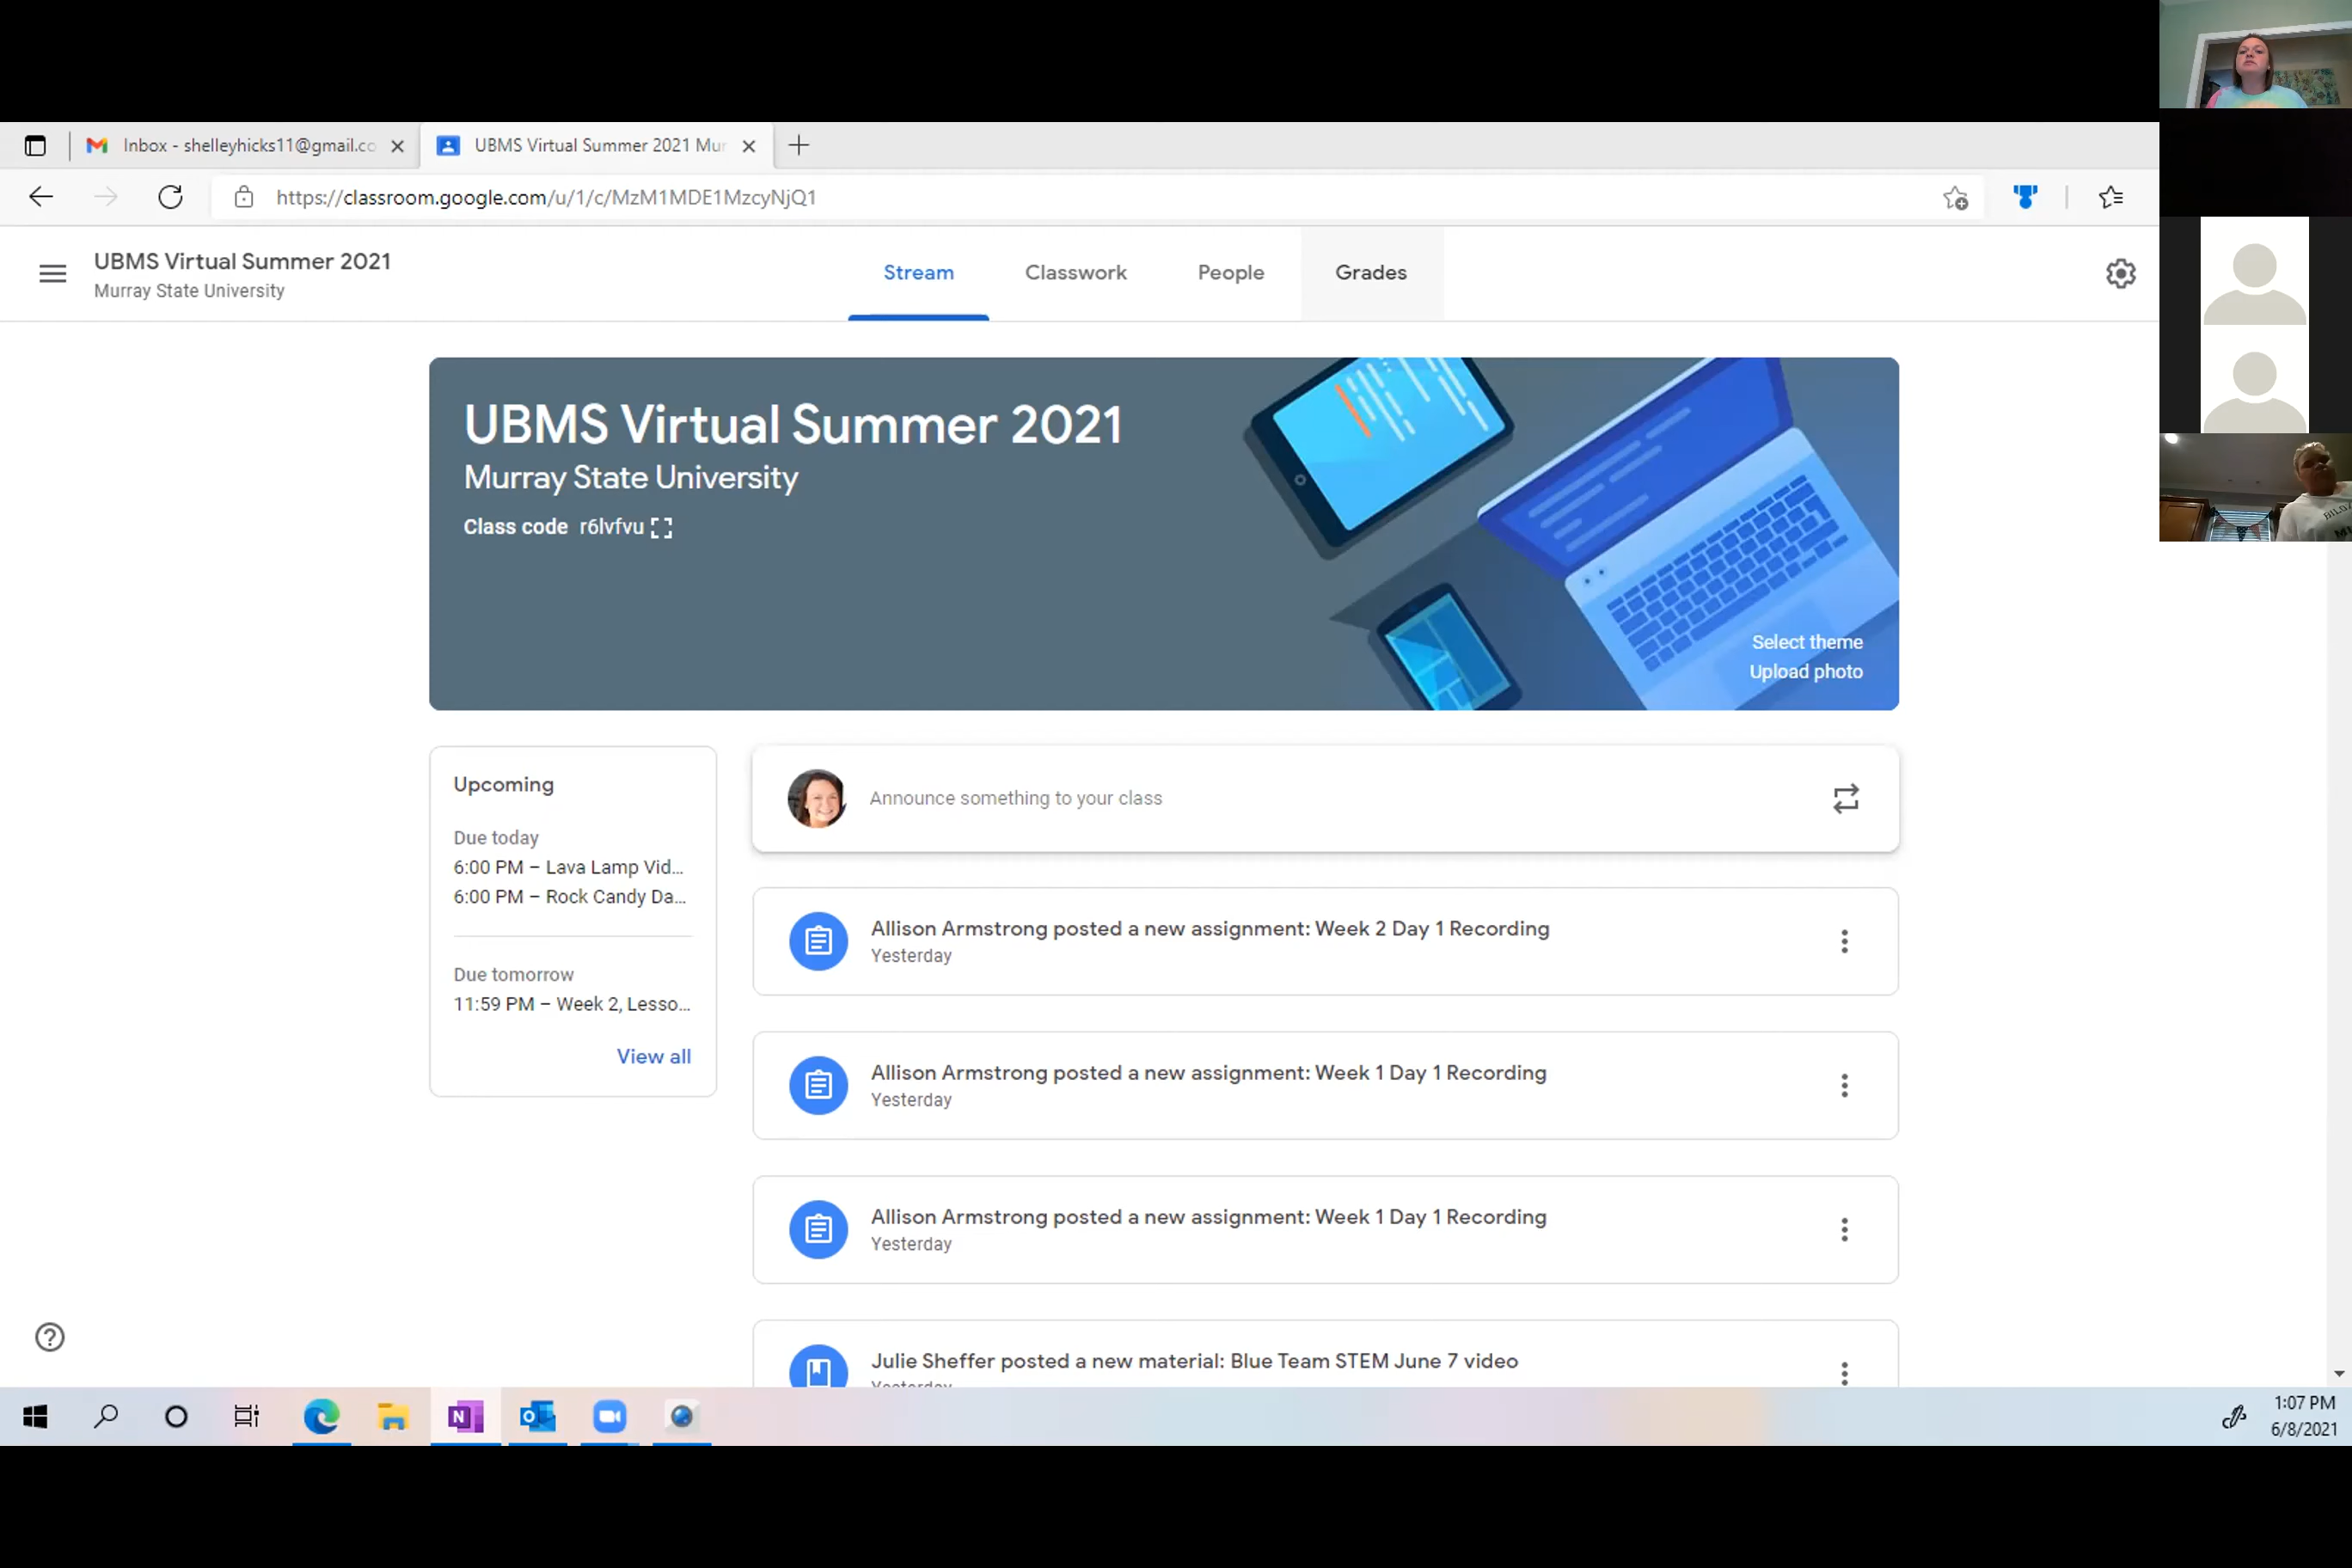 Inbox - shelleyhicks11@gmail.co
UBMS Virtual Summer 2021 Mur
https://classroom.google.com/u/1/c/MzM1MDE1MzcyNjQ1
UBMS Virtual Summer 2021
Murray State University
Stream
Classwork
People
Grades
UBMS Virtual Summer 2021
Murray State University
Class code r6lvfvu
Select theme
Upload photo
Upcoming
Due today
6:00 PM – Lava Lamp Vid...
6:00 PM – Rock Candy Da...
Due tomorrow
11:59 PM – Week 2, Lesso...
View all
Announce something to your class
Allison Armstrong posted a new assignment: Week 2 Day 1 Recording
Yesterday
Allison Armstrong posted a new assignment: Week 1 Day 1 Recording
Yesterday
Allison Armstrong posted a new assignment: Week 1 Day 1 Recording
Yesterday
Julie Sheffer posted a new material: Blue Team STEM June 7 video
Yesterday
1:07 PM
6/8/2021